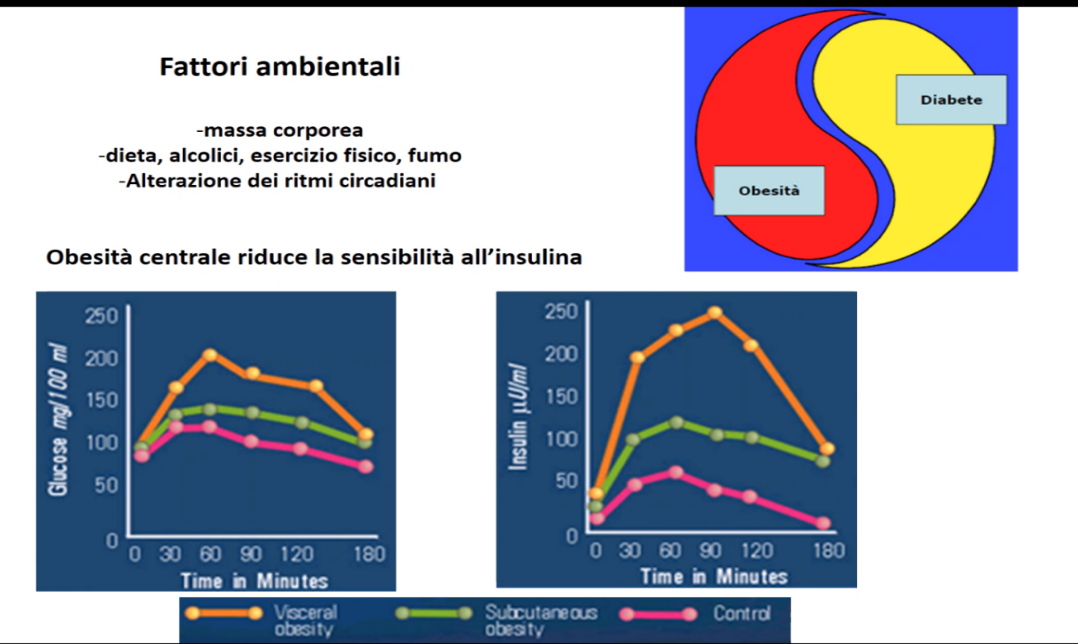 Fattori ambientali
-massa corporea
-dieta, alcolici, esercizio fisico, fumo
-Alterazione dei ritmi circadiani
Diabete
Obesità
Obesità centrale riduce la sensibilità all’insulina
Glucose mg/100 ml
250
200
150
100
50
0
0 30 60 90 120 180
Time in Minutes
Insulin µU/ml
250
200
150
100
50
0
0 30 60 90 120 180
Time in Minutes
Visceral
obesity
Subcutaneous
obesity
Control